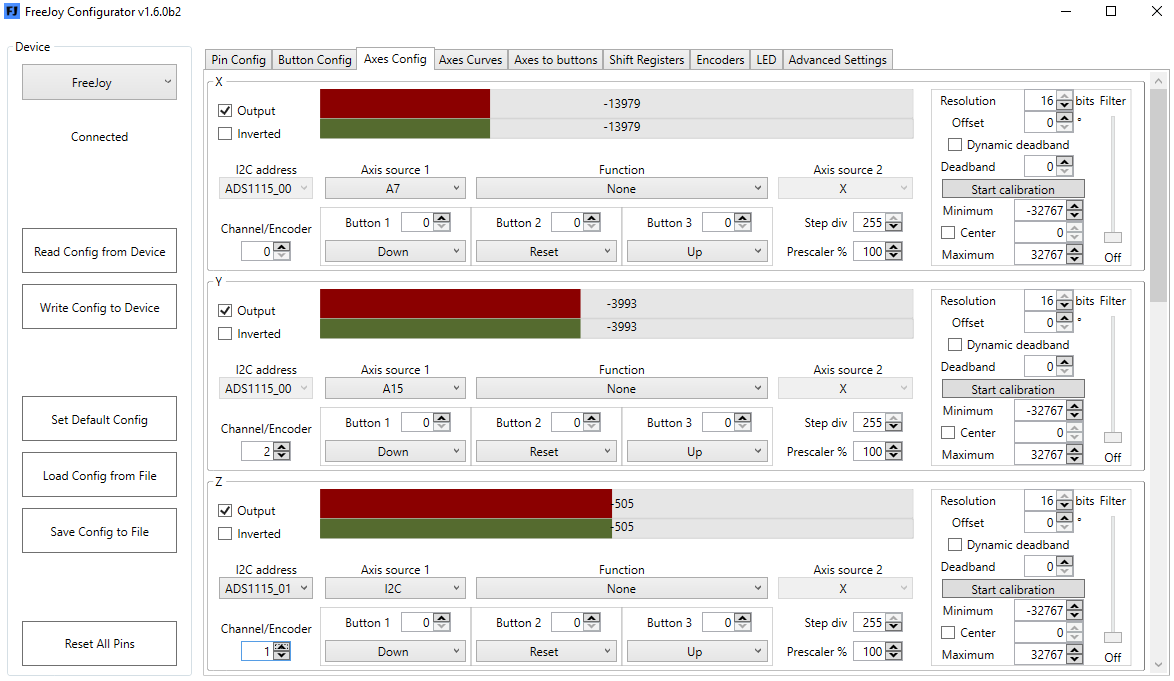 FJ FreeJoy Configurator v1.6.0b2
Device
FreeJoy
Connected
Read Config from Device
Write Config to Device
Set Default Config
Load Config from File
Save Config to File
Reset All Pins
Pin Config Button Config Axes Config Axes Curves Axes to buttons Shift Registers Encoders LED Advanced Settings
X
Output
Inverted
-13979
-13979
I2C address Axis source 1 Function Axis source 2
ADS1115_00 A7 None X
Channel/Encoder Button 1 0 Button 2 0 Button 3 0 Step div 255
0 Down Reset Up Prescaler % 100
Resolution 16 bits Filter
Offset 0 °
Dynamic deadband
Deadband 0
Start calibration
Minimum -32767
Center 0
Maximum 32767 Off
Y
Output
Inverted
-3993
-3993
I2C address Axis source 1 Function Axis source 2
ADS1115_00 A15 None X
Channel/Encoder Button 1 0 Button 2 0 Button 3 0 Step div 255
2 Down Reset Up Prescaler % 100
Resolution 16 bits Filter
Offset 0 °
Dynamic deadband
Deadband 0
Start calibration
Minimum -32767
Center 0
Maximum 32767 Off
Z
Output
Inverted
-505
-505
I2C address Axis source 1 Function Axis source 2
ADS1115_01 I2C None X
Channel/Encoder Button 1 0 Button 2 0 Button 3 0 Step div 255
1 Down Reset Up Prescaler % 100
Resolution 16 bits Filter
Offset 0 °
Dynamic deadband
Deadband 0
Start calibration
Minimum -32767
Center 0
Maximum 32767 Off